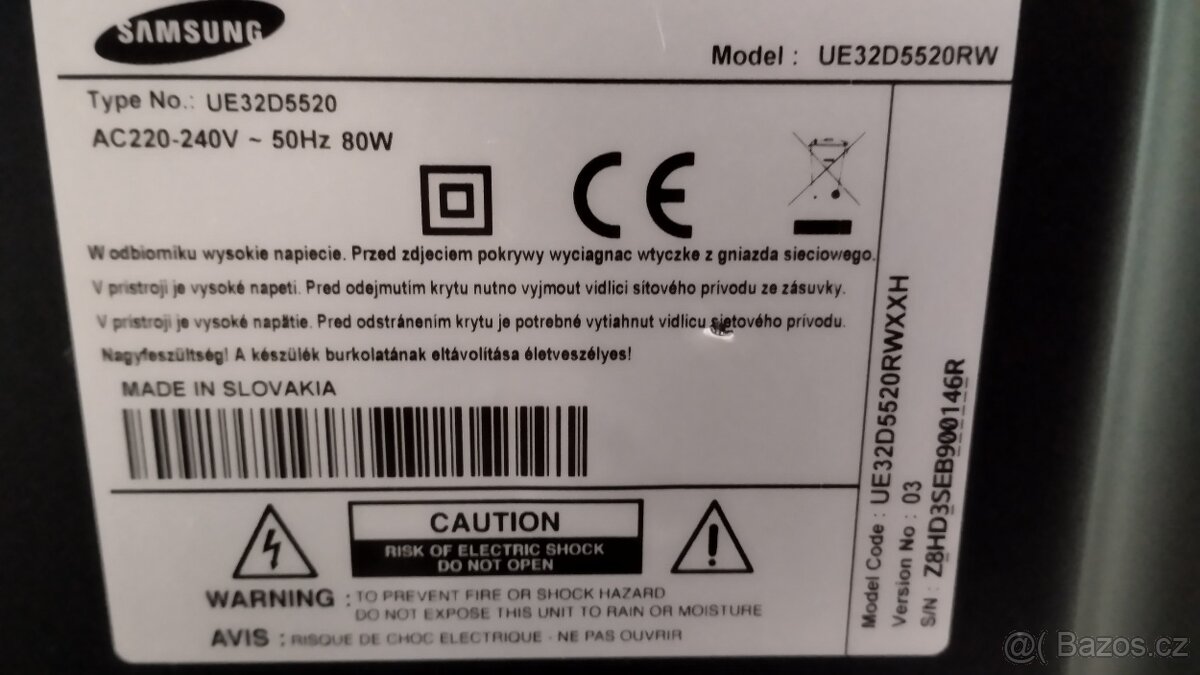 SAMSUNG
Model : UE32D5520RW
Type No.: UE32D5520
AC220-240V ~ 50Hz 80W
CE
W odbiorniku wysokie napiecie. Przed zdjeciem pokrywy wyciagnac wtyczke z gniazda sieciowego.
V pristroji je vysoké napeti. Pred odejmutím krytu nutno vyjmout vidlici sítového prívodu ze zásuvky.
V prístroji je vysoké napätie. Pred odstránením krytu je potrebné vytiahnut vidlicu sietového prívodu.
Nagyfeszültség! A készülék burkolatának eltávolítása életveszélyes!
MADE IN SLOVAKIA
CAUTION
RISK OF ELECTRIC SHOCK
DO NOT OPEN
WARNING : TO PREVENT FIRE OR SHOCK HAZARD
DO NOT EXPOSE THIS UNIT TO RAIN OR MOISTURE
AVIS : RISQUE DE CHOC ELECTRIQUE - NE PAS OUVRIR
Model Code : UE32D5520RWXXH
Version No : 03
S/N : Z8HD3SEB900146R
@( Bazos.cz